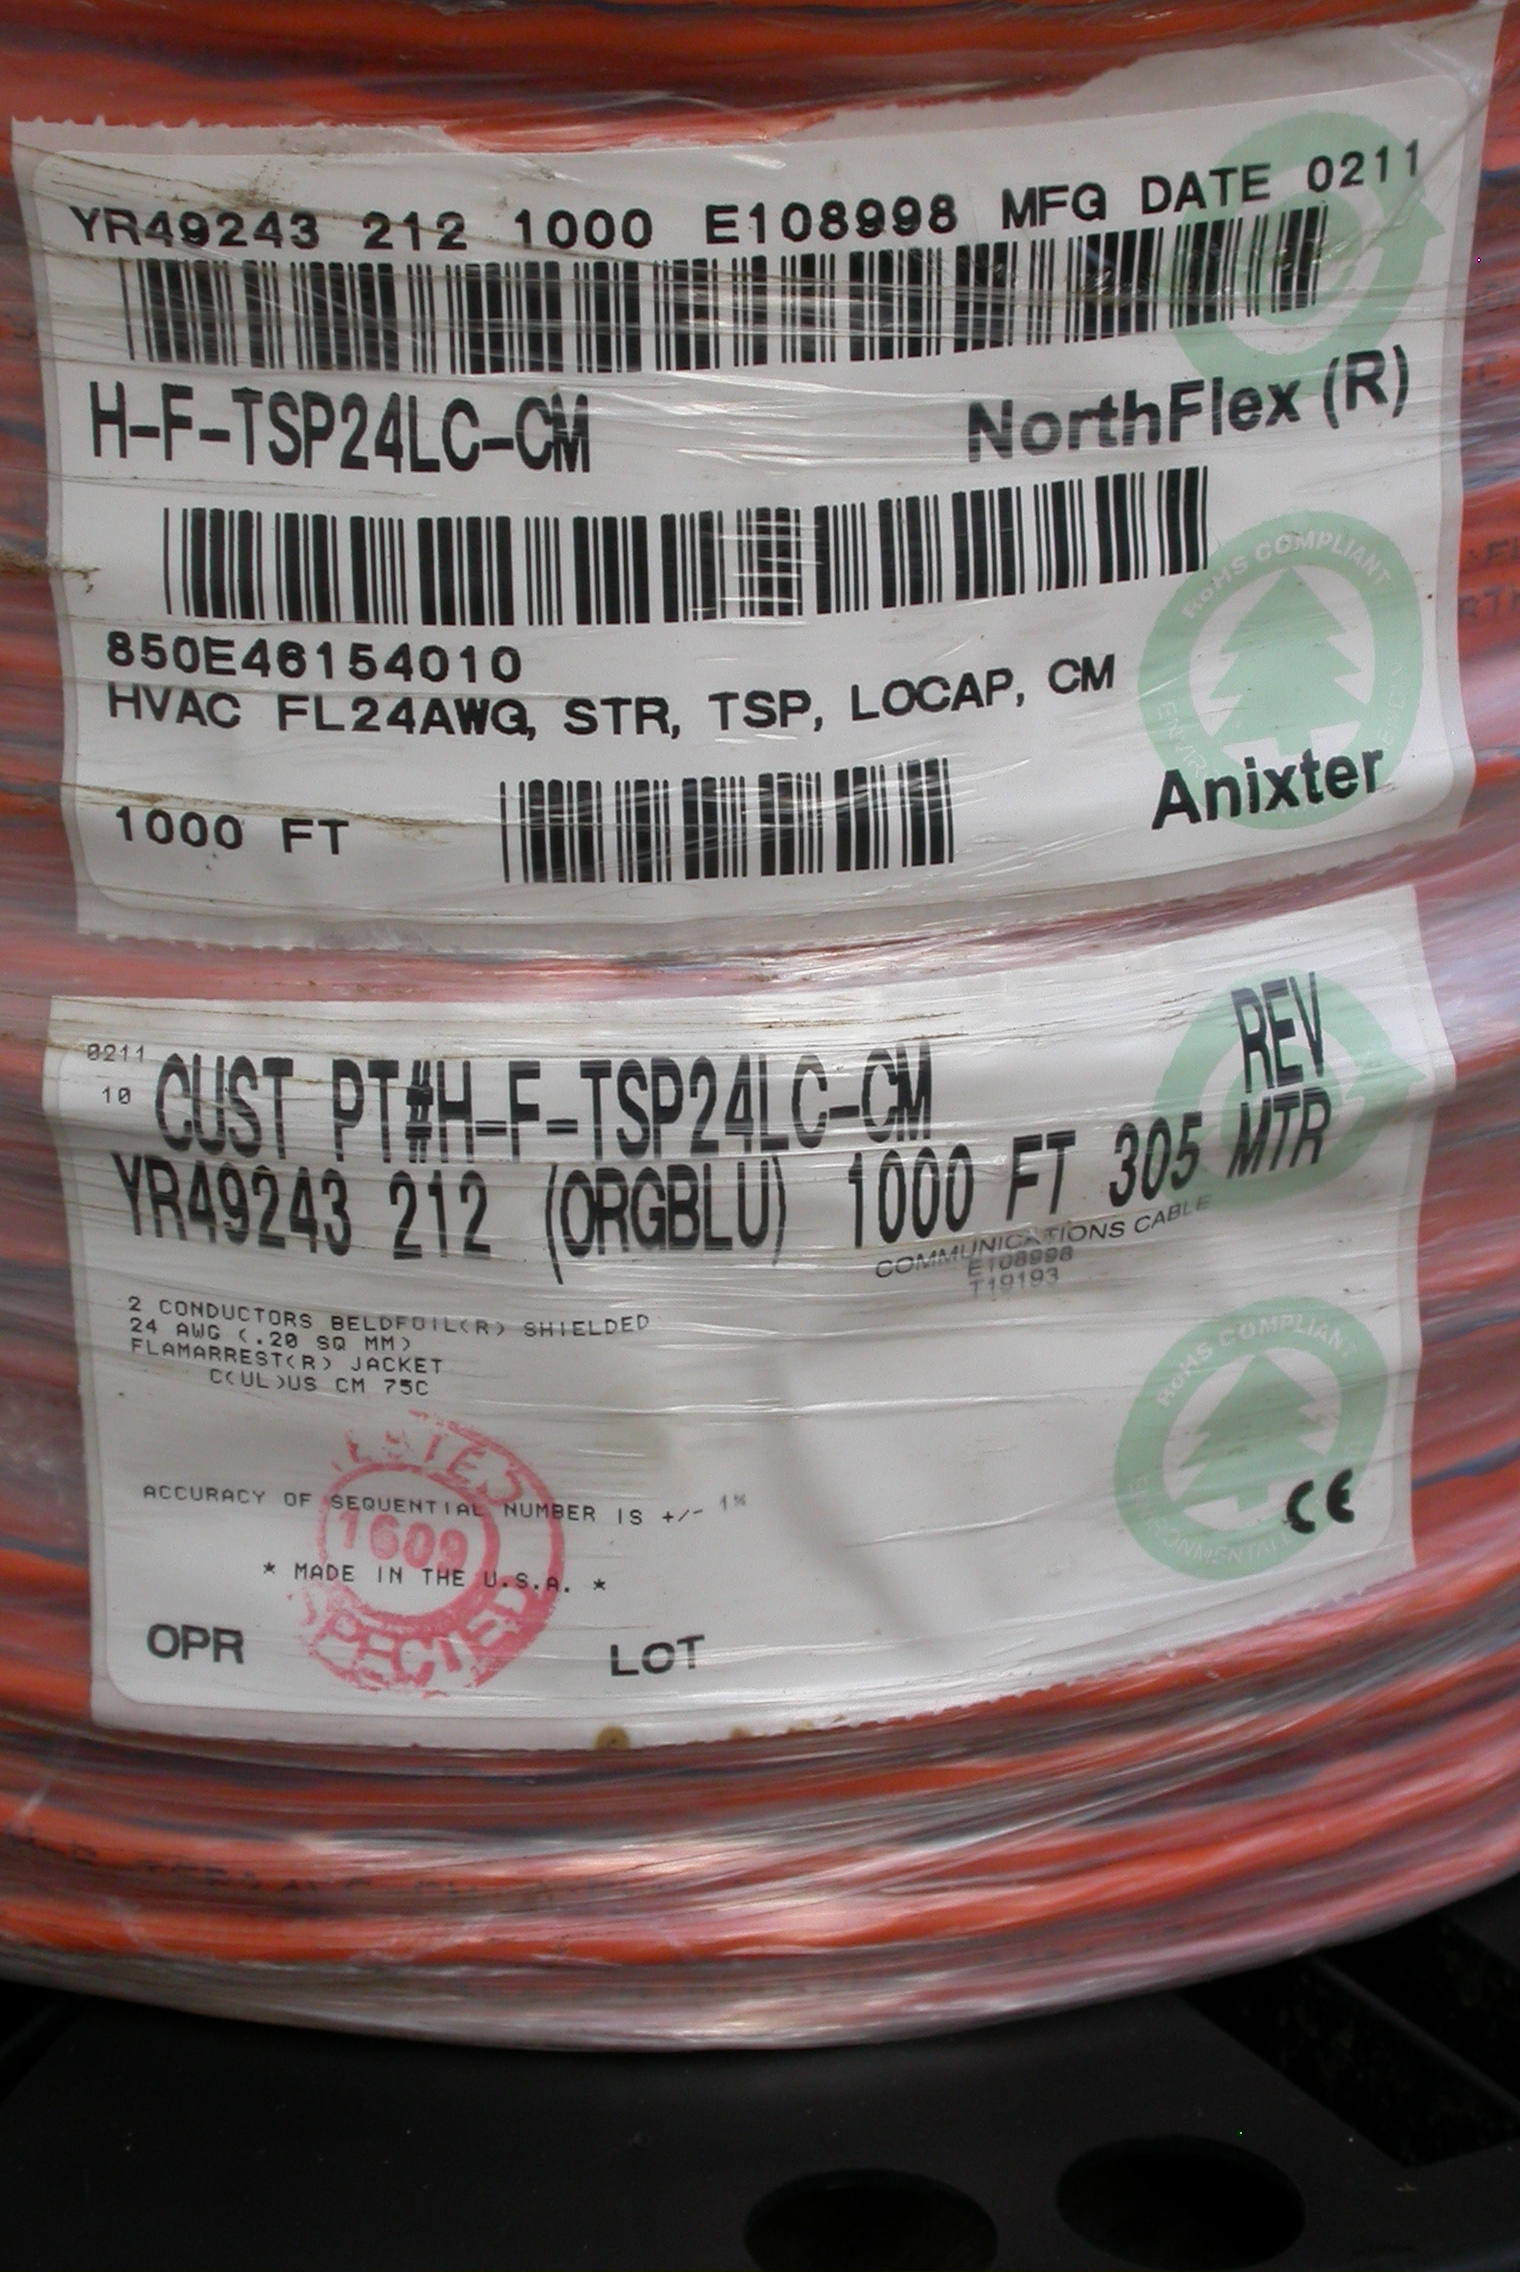 YR49243 212 1000 E108998 MFG DATE 0211
H-F-TSP24LC-CM
NorthFlex (R)
850E46154010
HVAC FL24AWG, STR, TSP, LOCAP, CM
RoHS COMPLIANT
1000 FT
Anixter
0211
10
CUST PT#H-F-TSP24LC-CM
REV
YR49243 212 (ORGBLU) 1000 FT 305 MTR
COMMUNICATIONS CABLE
E108998
T19193
2 CONDUCTORS BELDFOIL(R) SHIELDED
24 AWG (.20 SQ MM)
FLAMARREST(R) JACKET
C(UL)US CM 75C
RoHS COMPLIANT
ACCURACY OF SEQUENTIAL NUMBER IS +/- 1%
1609
CE
* MADE IN THE U.S.A. *
OPR
LOT